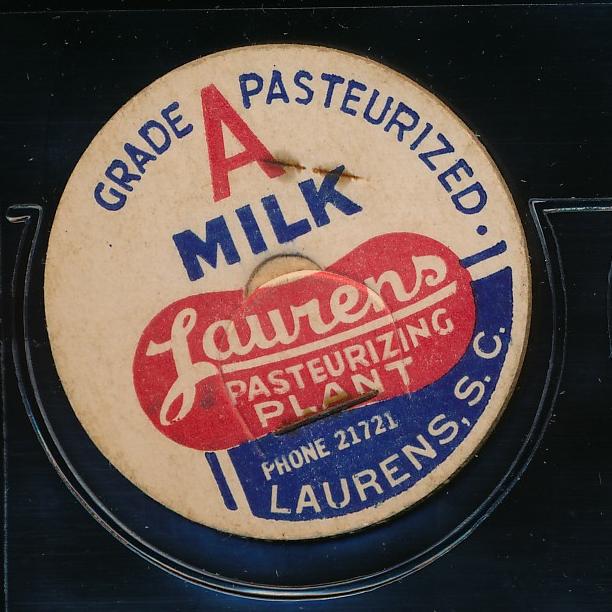 GRADE A PASTEURIZED.
MILK
Laurens
PASTEURIZING
PLANT
PHONE 21721
LAURENS, S.C.